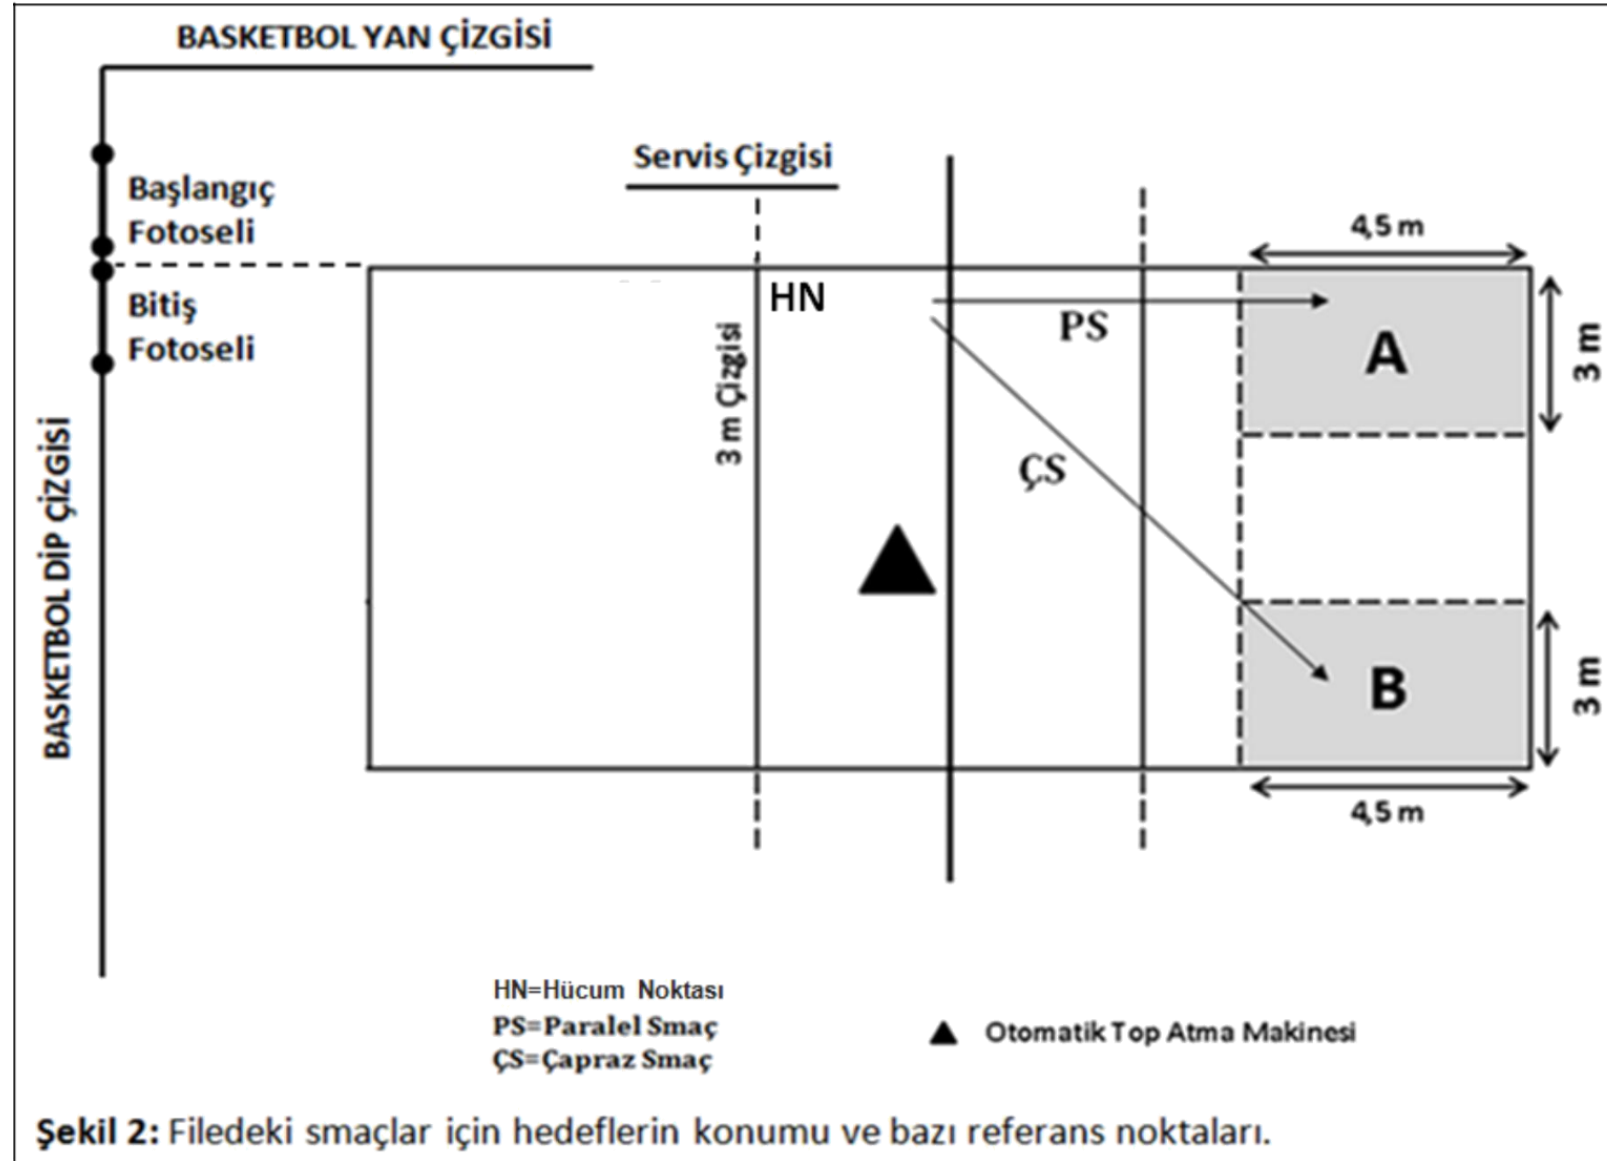 BASKETBOL YAN ÇİZGİSİ
Servis Çizgisi
Başlangıç
Fotoseli
Bitiş
Fotoseli
BASKETBOL DİP ÇİZGİSİ
3 m Çizgisi
HN
PS
ÇS
4,5 m
A
3 m
B
3 m
4,5 m
HN=Hücum Noktası
PS=Paralel Smaç
ÇS=Çapraz Smaç
Otomatik Top Atma Makinesi
Şekil 2: Filedeki smaçlar için hedeflerin konumu ve bazı referans noktaları.